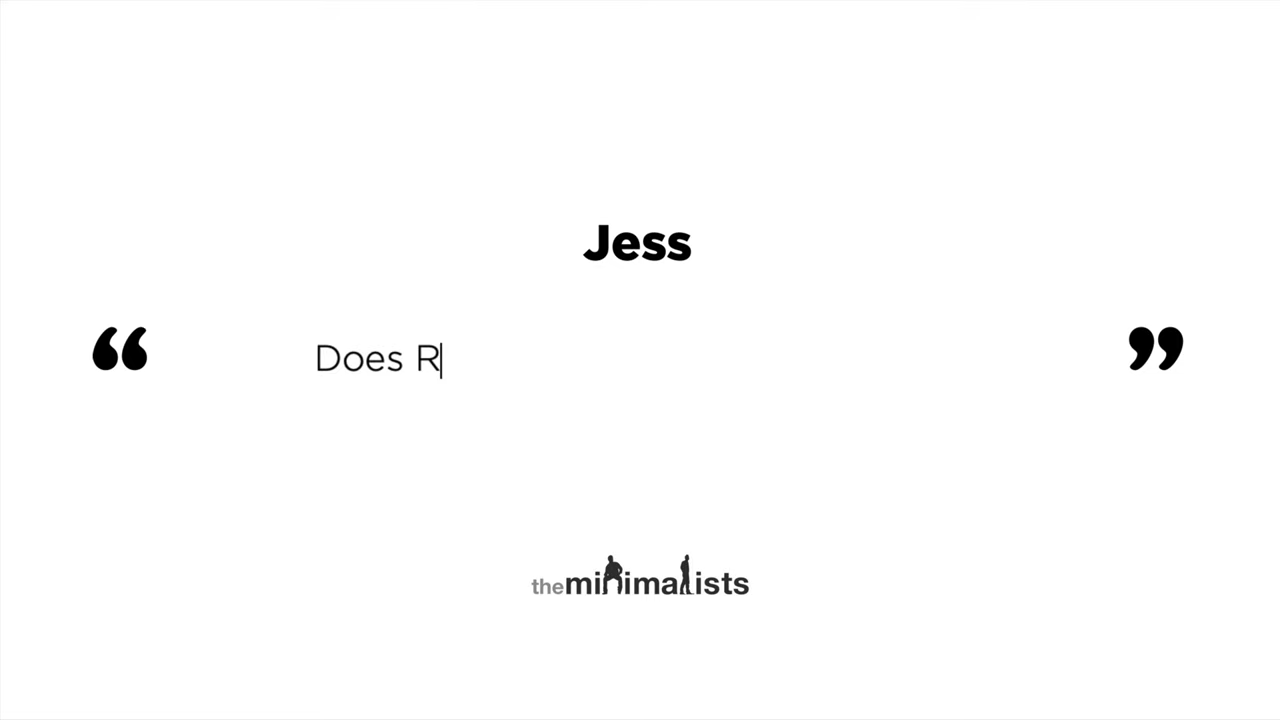 Jess
“ Does R ”
theminimalists